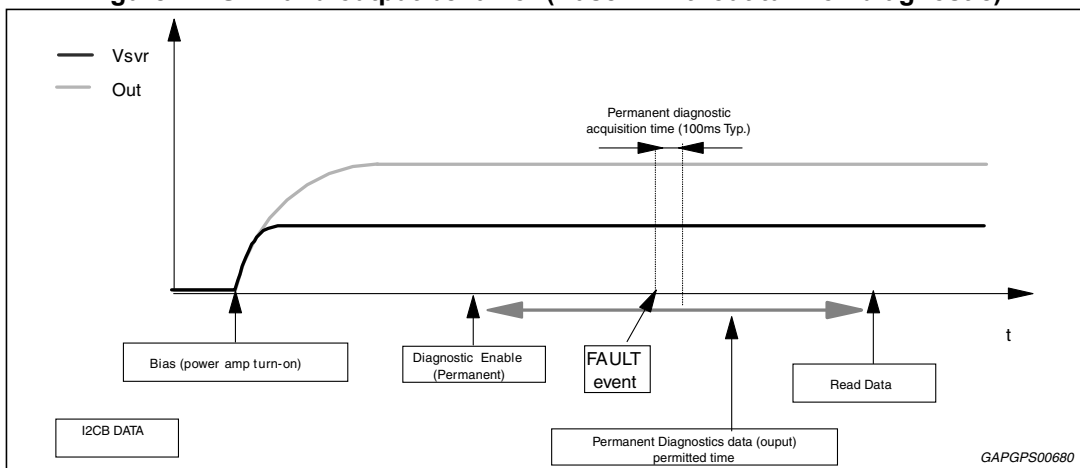 Vsvr
Out
Permanent diagnostic
acquisition time (100ms Typ.)
t
Bias (power amp turn-on)
Diagnostic Enable
(Permanent)
FAULT
event
Read Data
I2CB DATA
Permanent Diagnostics data (ouput)
permitted time
GAPGPS00680